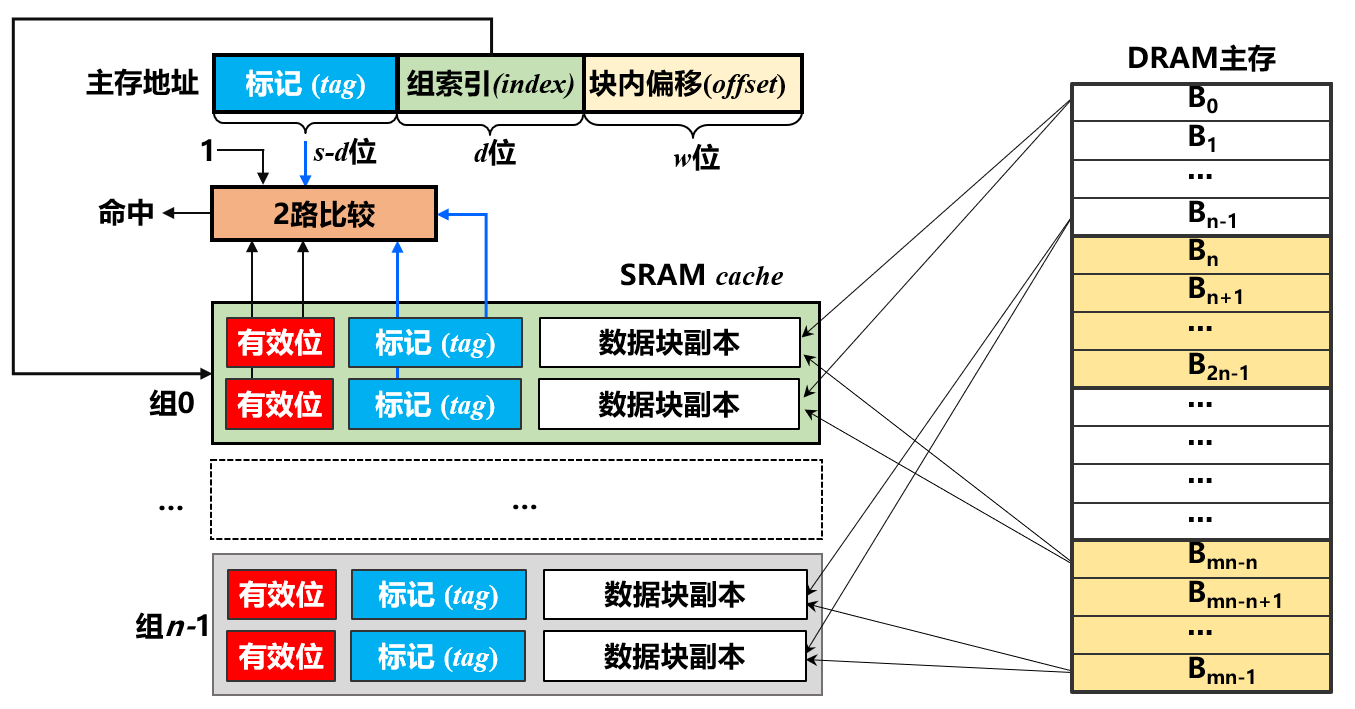 主存地址 标记 (tag) 组索引(index) 块内偏移(offset)
s-d位 d位 w位
1
命中 2路比较
SRAM cache
组0
有效位 标记 (tag) 数据块副本
有效位 标记 (tag) 数据块副本
... ...
组n-1
有效位 标记 (tag) 数据块副本
有效位 标记 (tag) 数据块副本
DRAM主存
B0
B1
...
Bn-1
Bn
Bn+1
...
B2n-1
...
...
...
...
Bmn-n
Bmn-n+1
...
Bmn-1